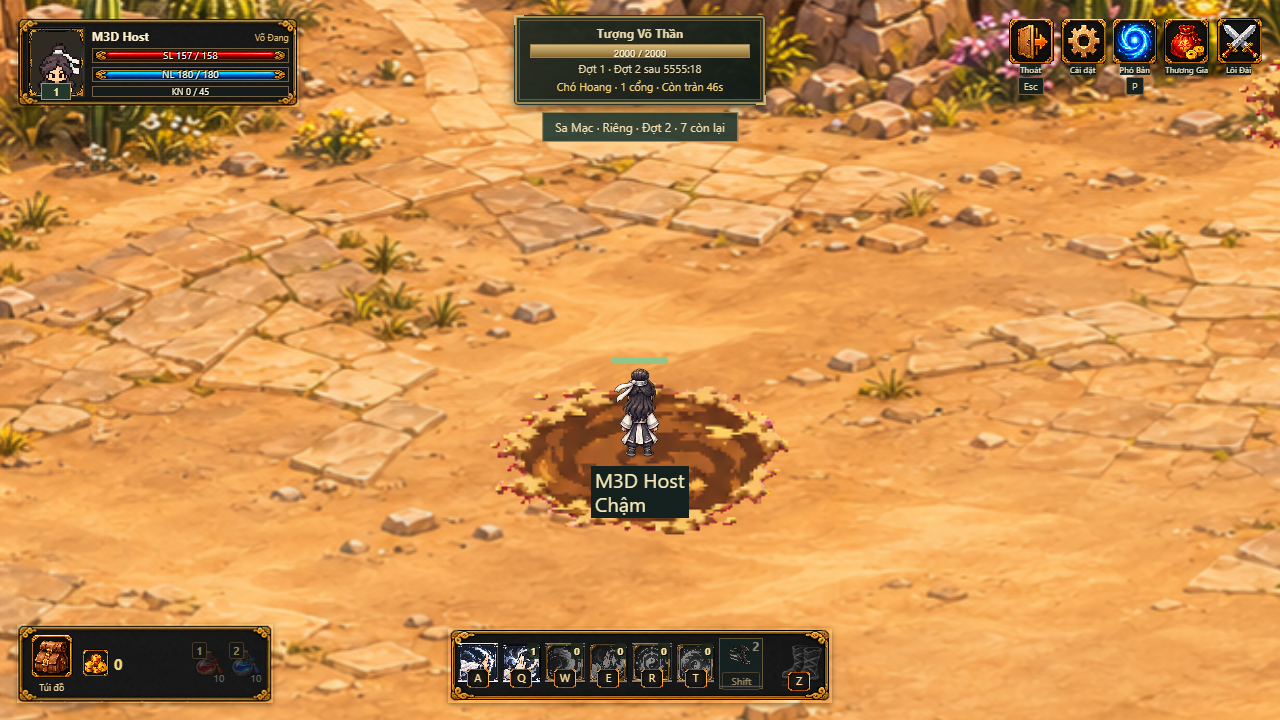 M3D Host
Võ Đang
SL 157 / 158
NL 180 / 180
KN 0 / 45
1
Tượng Võ Thần
2000 / 2000
Đợt 1 · Đợt 2 sau 5555:18
Chó Hoang · 1 cổng · Còn tràn 46s
Sa Mạc · Riêng · Đợt 2 · 7 còn lại
Thoát
Cài đặt
Phó Bản
Thương Gia
Lôi Đài
Esc
P
M3D Host
Chậm
Túi đồ
0
1
10
2
10
A
1
Q
0
W
0
E
0
R
0
T
2
Shift
Z